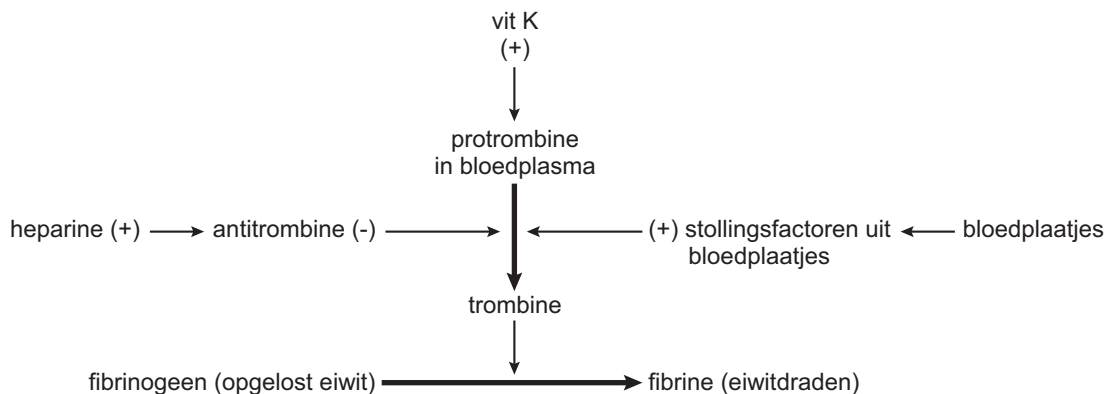 vit K
(+)
protrombine
in bloedplasma
heparine (+) antitrombine (-) (+) stollingsfactoren uit bloedplaatjes
bloedplaatjes
trombine
fibrinogeen (opgelost eiwit) fibrine (eiwitdraden)